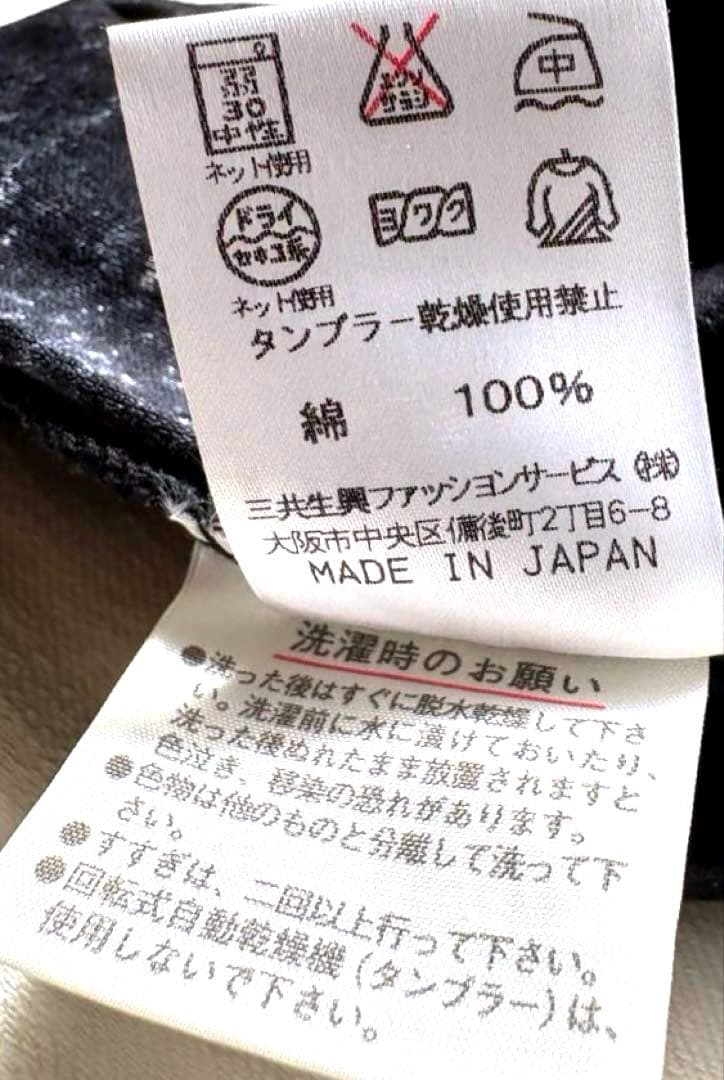 弱
30
中性
ネット使用
エンソ
サラシ
中
ドライ
セキユ系
ネット使用
ヨワク
タンブラー乾燥使用禁止
綿 100%
三共生興ファッションサービス㈱
大阪市中央区備後町2丁目6-8
MADE IN JAPAN
洗濯時のお願い
●洗った後はすぐに脱水乾燥して下さ
い。洗濯前に水に漬けておいたり、
洗った後ぬれたまま放置されますと
色泣き、移染の恐れがあります。
●色物は他のものと分離して洗って下
さい。
●すすぎは、二回以上行って下さい。
●回転式自動乾燥機(タンブラー)は、
使用しないで下さい。